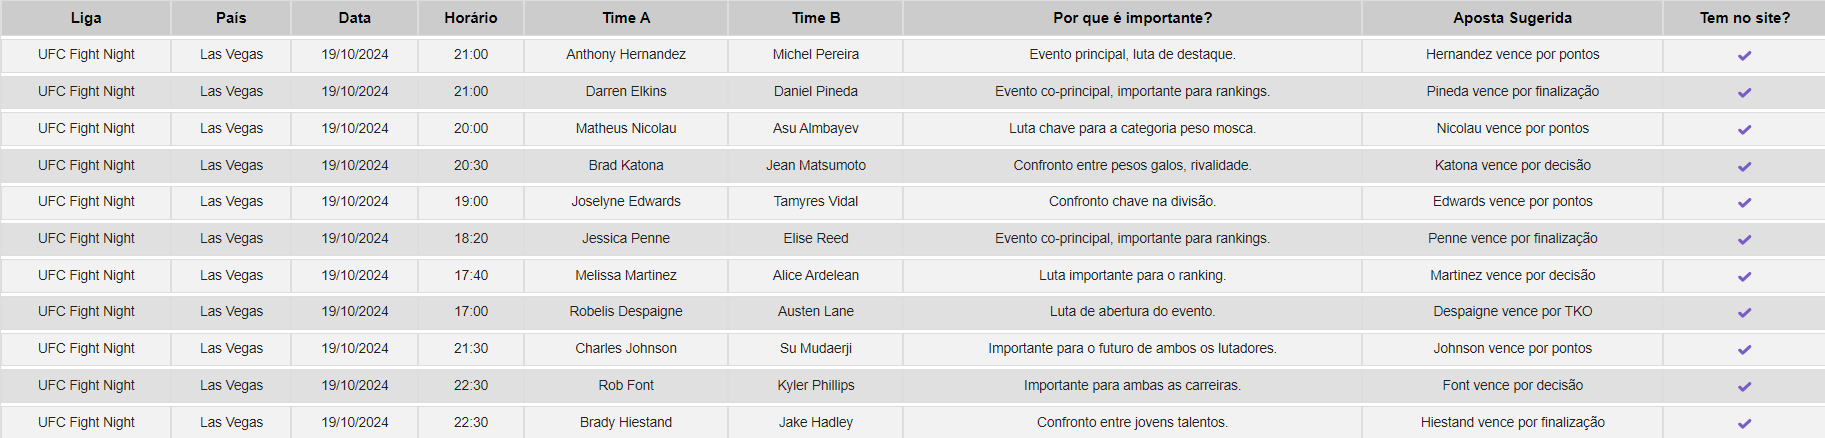 Liga País Data Horário Time A Time B Por que é importante? Aposta Sugerida Tem no site?
UFC Fight Night Las Vegas 19/10/2024 21:00 Anthony Hernandez Michel Pereira Evento principal, luta de destaque. Hernandez vence por pontos
UFC Fight Night Las Vegas 19/10/2024 21:00 Darren Elkins Daniel Pineda Evento co-principal, importante para rankings. Pineda vence por finalização
UFC Fight Night Las Vegas 19/10/2024 20:00 Matheus Nicolau Asu Almbayev Luta chave para a categoria peso mosca. Nicolau vence por pontos
UFC Fight Night Las Vegas 19/10/2024 20:30 Brad Katona Jean Matsumoto Confronto entre pesos galos, rivalidade. Katona vence por decisão
UFC Fight Night Las Vegas 19/10/2024 19:00 Joselyne Edwards Tamyres Vidal Confronto chave na divisão. Edwards vence por pontos
UFC Fight Night Las Vegas 19/10/2024 18:20 Jessica Penne Elise Reed Evento co-principal, importante para rankings. Penne vence por finalização
UFC Fight Night Las Vegas 19/10/2024 17:40 Melissa Martinez Alice Ardelean Luta importante para o ranking. Martinez vence por decisão
UFC Fight Night Las Vegas 19/10/2024 17:00 Robelis Despaigne Austen Lane Luta de abertura do evento. Despaigne vence por TKO
UFC Fight Night Las Vegas 19/10/2024 21:30 Charles Johnson Su Mudaerji Importante para o futuro de ambos os lutadores. Johnson vence por pontos
UFC Fight Night Las Vegas 19/10/2024 22:30 Rob Font Kyler Phillips Importante para ambas as carreiras. Font vence por decisão
UFC Fight Night Las Vegas 19/10/2024 22:30 Brady Hiestand Jake Hadley Confronto entre jovens talentos. Hiestand vence por finalização